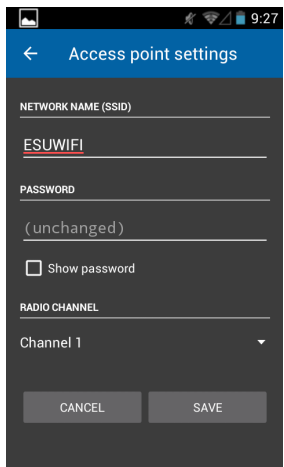 9:27
Access point settings
NETWORK NAME (SSID)
ESUWIFI
PASSWORD
(unchanged)
Show password
RADIO CHANNEL
Channel 1
CANCEL SAVE